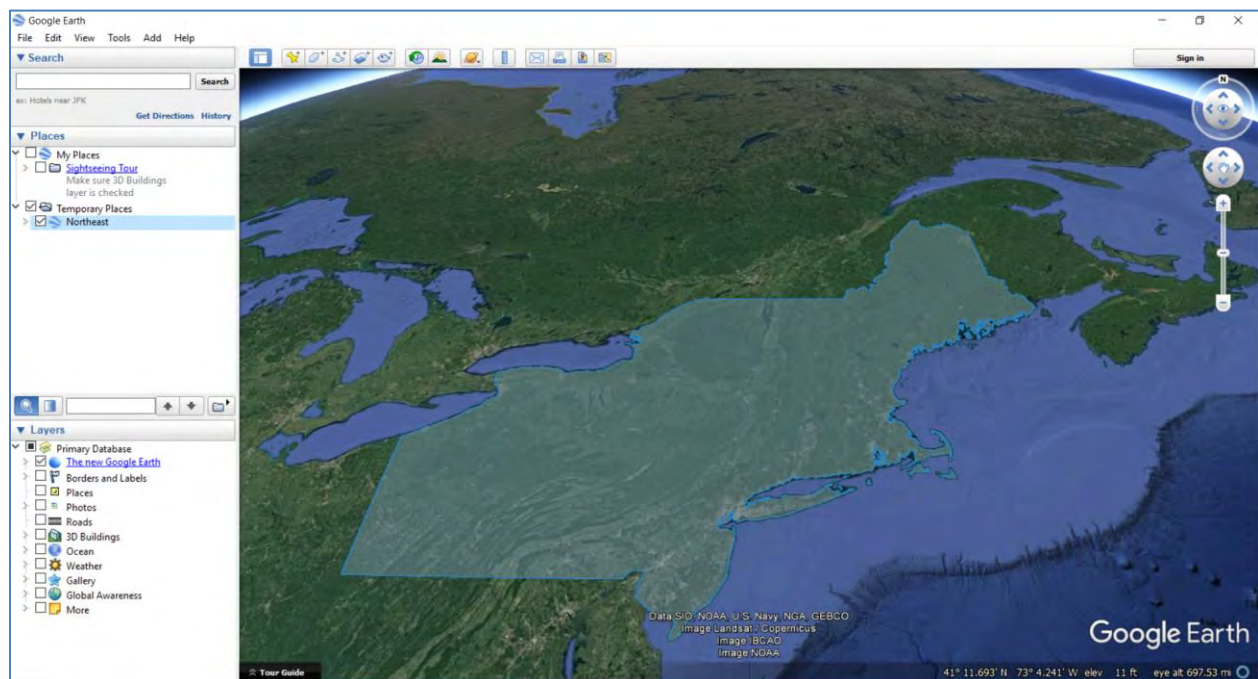 Google Earth
File Edit View Tools Add Help
Search
Search
ex: Hotels near JFK
Get Directions History
Places
My Places
Sightseeing Tour
Make sure 3D Buildings
layer is checked
Temporary Places
Northeast
Layers
Primary Database
The new Google Earth
Borders and Labels
Places
Photos
Roads
3D Buildings
Ocean
Weather
Gallery
Global Awareness
More
Sign in
N
Data SIO, NOAA, U.S. Navy, NGA, GEBCO
Image Landsat - Copernicus
Image IBCAO
Image NOAA
Google Earth
Tour Guide
41° 11.693' N 73° 4.241' W elev 11 ft eye alt 697.53 mi